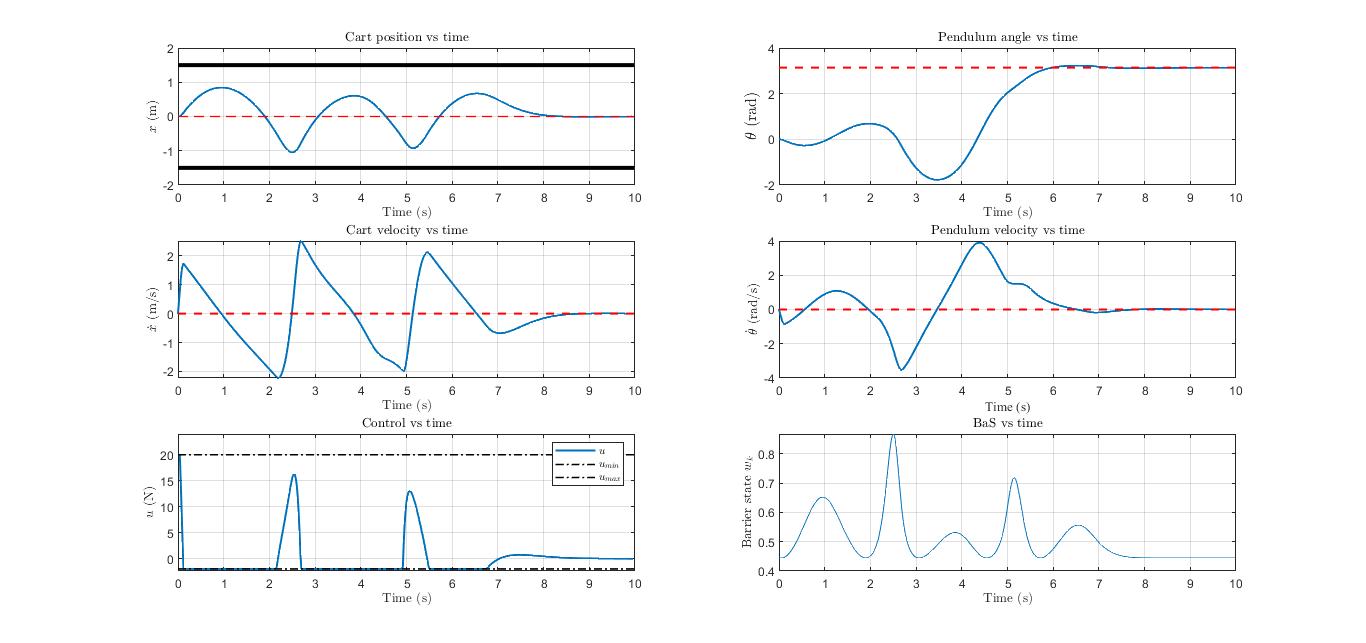 Cart position vs time
2
1
0
-1
-2
x (m)
0 1 2 3 4 5 6 7 8 9 10
Time (s)
Pendulum angle vs time
4
2
0
-2
θ (rad)
0 1 2 3 4 5 6 7 8 9 10
Time (s)
Cart velocity vs time
2
1
0
-1
-2
ẋ (m/s)
0 1 2 3 4 5 6 7 8 9 10
Time (s)
Pendulum velocity vs time
4
2
0
-2
-4
θ̇ (rad/s)
0 1 2 3 4 5 6 7 8 9 10
Time (s)
Control vs time
20
15
10
5
0
u (N)
u
u_min
u_max
0 1 2 3 4 5 6 7 8 9 10
Time (s)
BaS vs time
0.8
0.7
0.6
0.5
0.4
Barrier state w_k
0 1 2 3 4 5 6 7 8 9 10
Time (s)